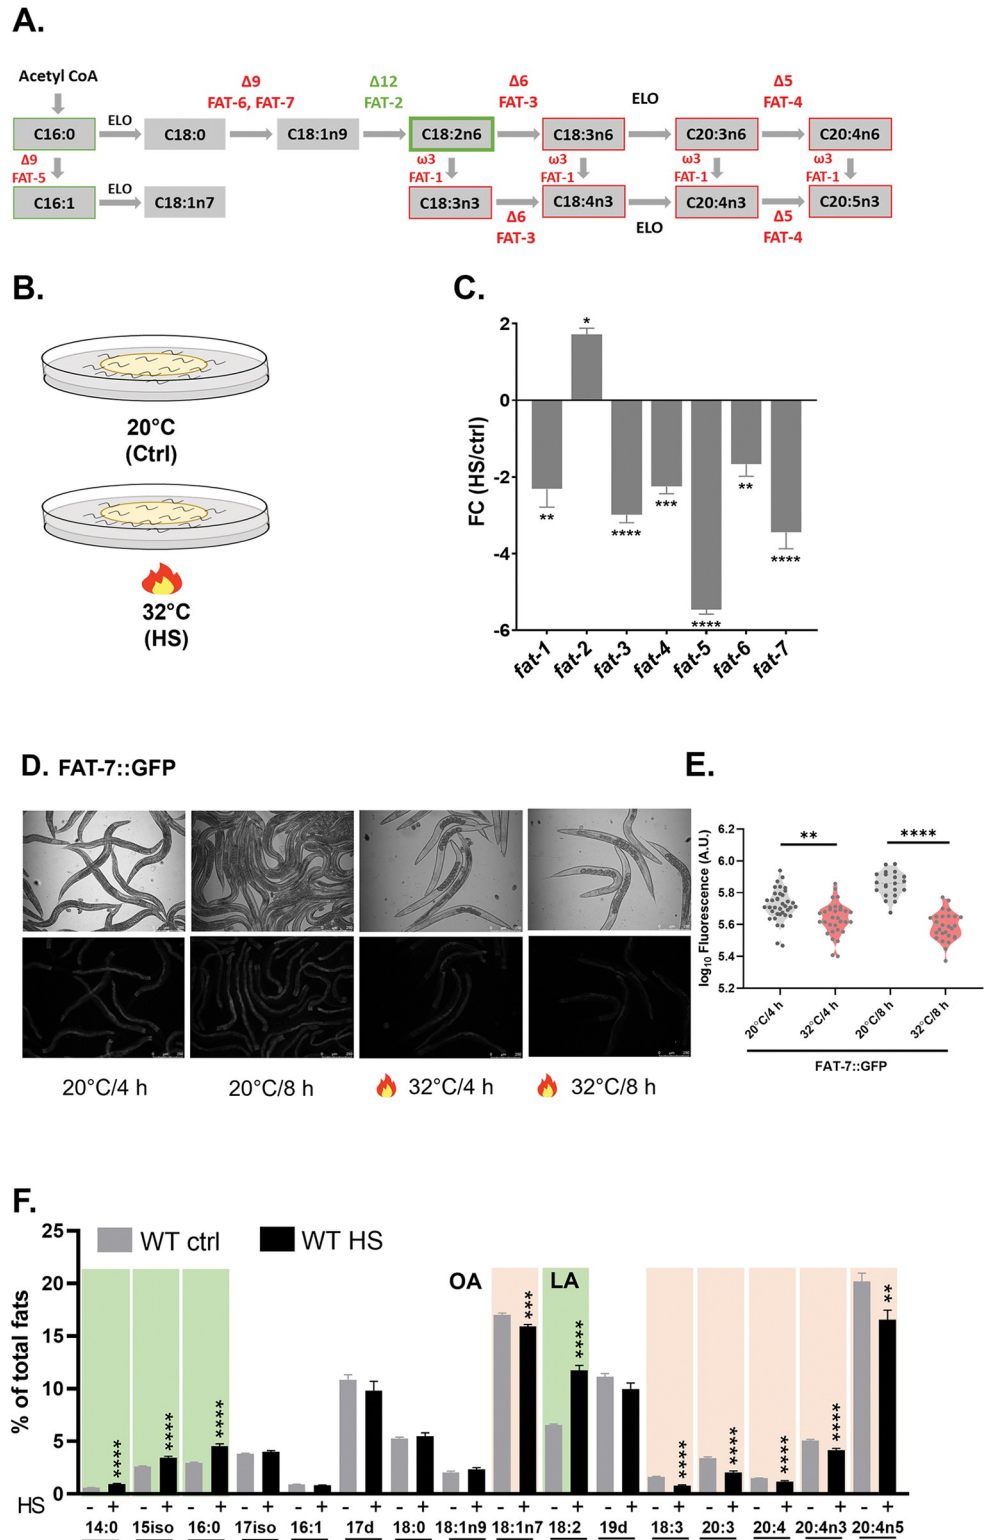 A.
Acetyl CoA
Δ9
FAT-6, FAT-7
Δ12
FAT-2
Δ6
FAT-3
ELO
Δ5
FAT-4
C16:0
ELO
C18:0
C18:1n9
C18:2n6
C18:3n6
C20:3n6
C20:4n6
Δ9
FAT-5
ω3
FAT-1
ω3
FAT-1
ω3
FAT-1
ω3
FAT-1
C16:1
ELO
C18:1n7
C18:3n3
C18:4n3
C20:4n3
C20:5n3
Δ6
FAT-3
ELO
Δ5
FAT-4
B.
20°C
(Ctrl)
32°C
(HS)
C.
FC (HS/ctrl)
2
0
-2
-4
-6
*
**
****
***
****
**
****
fat-1
fat-2
fat-3
fat-4
fat-5
fat-6
fat-7
D. FAT-7::GFP
20°C/4 h
20°C/8 h
32°C/4 h
32°C/8 h
E.
log10 Fluorescence (A.U.)
6.2
6.0
5.8
5.6
5.4
5.2
**
****
20°C/4 h
32°C/4 h
20°C/8 h
32°C/8 h
FAT-7::GFP
F.
% of total fats
25
20
15
10
5
0
WT ctrl
WT HS
OA
LA
****
****
****
***
****
****
****
****
****
**
HS - + - + - + - + - + - + - + - + - + - + - + - + - + - + - + - +
14:0 15iso 16:0 17iso 16:1 17d 18:0 18:1n9 18:1n7 18:2 19d 18:3 20:3 20:4 20:4n3 20:4n5